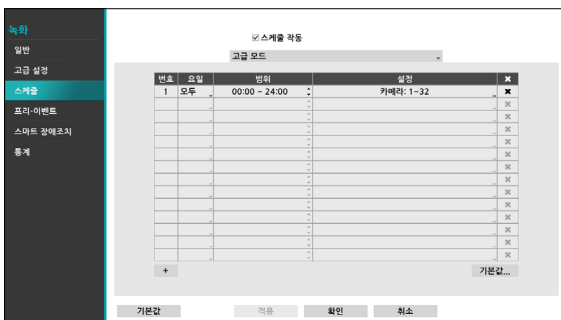 녹화
일반
고급 설정
스케줄
프리-이벤트
스마트 장애조치
통계
스케줄 작동
고급 모드
번호 요일 범위 설정
1 모두 00:00 ~ 24:00 카메라: 1~32
+ 기본값...
기본값 적용 확인 취소